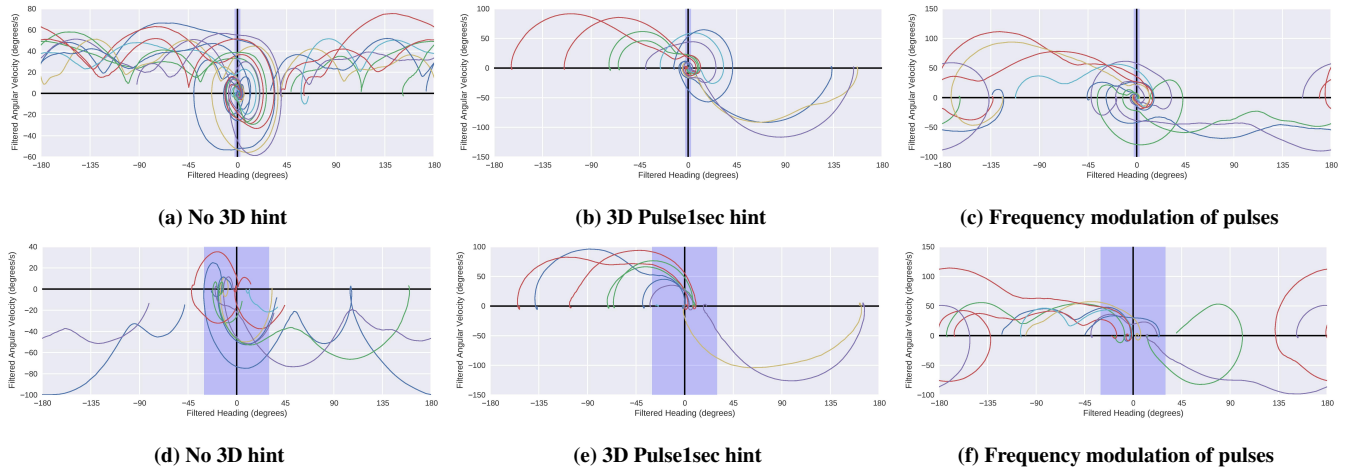 Filtered Angular Velocity (degrees/s)
80
60
40
20
0
−20
−40
−60
−180 −135 −90 −45 0 45 90 135 180
Filtered Heading (degrees)
(a) No 3D hint
Filtered Angular Velocity (degrees/s)
100
50
0
−50
−100
−150
−180 −135 −90 −45 0 45 90 135 180
Filtered Heading (degrees)
(b) 3D Pulse1sec hint
Filtered Angular Velocity (degrees/s)
150
100
50
0
−50
−100
−180 −135 −90 −45 0 45 90 135 180
Filtered Heading (degrees)
(c) Frequency modulation of pulses
Filtered Angular Velocity (degrees/s)
40
20
0
−20
−40
−60
−80
−100
−180 −135 −90 −45 0 45 90 135 180
Filtered Heading (degrees)
(d) No 3D hint
Filtered Angular Velocity (degrees/s)
100
50
0
−50
−100
−150
−180 −135 −90 −45 0 45 90 135 180
Filtered Heading (degrees)
(e) 3D Pulse1sec hint
Filtered Angular Velocity (degrees/s)
150
100
50
0
−50
−100
−180 −135 −90 −45 0 45 90 135 180
Filtered Heading (degrees)
(f) Frequency modulation of pulses